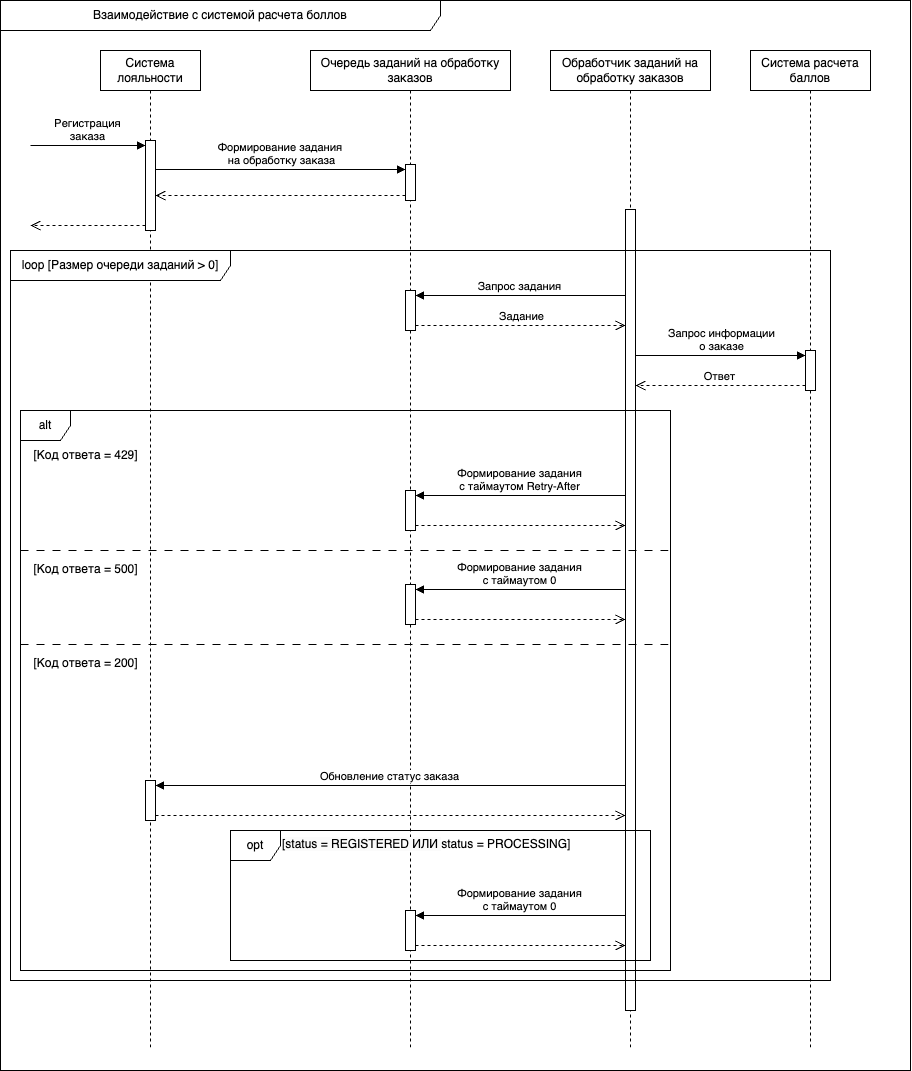 Взаимодействие с системой расчета баллов
Система
лояльности
Очередь заданий на обработку
заказов
Обработчик заданий на
обработку заказов
Система расчета
баллов
Регистрация
заказа
Формирование задания
на обработку заказа
loop [Размер очереди заданий > 0]
Запрос задания
Задание
Запрос информации
о заказе
Ответ
alt
[Код ответа = 429]
Формирование задания
с таймаутом Retry-After
[Код ответа = 500]
Формирование задания
с таймаутом 0
[Код ответа = 200]
Обновление статус заказа
opt
[status = REGISTERED ИЛИ status = PROCESSING]
Формирование задания
с таймаутом 0